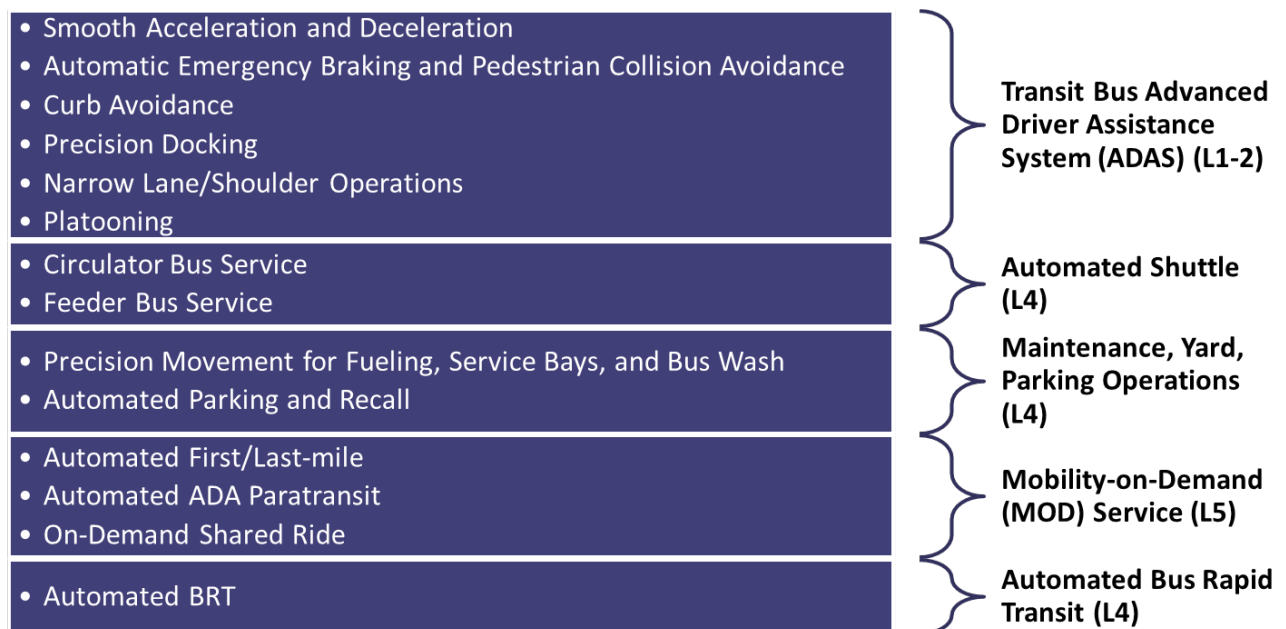 • Smooth Acceleration and Deceleration
• Automatic Emergency Braking and Pedestrian Collision Avoidance
• Curb Avoidance
• Precision Docking
• Narrow Lane/Shoulder Operations
• Platooning
Transit Bus Advanced
Driver Assistance
System (ADAS) (L1-2)
• Circulator Bus Service
• Feeder Bus Service
Automated Shuttle
(L4)
• Precision Movement for Fueling, Service Bays, and Bus Wash
• Automated Parking and Recall
Maintenance, Yard,
Parking Operations
(L4)
• Automated First/Last-mile
• Automated ADA Paratransit
• On-Demand Shared Ride
Mobility-on-Demand
(MOD) Service (L5)
• Automated BRT
Automated Bus Rapid
Transit (L4)